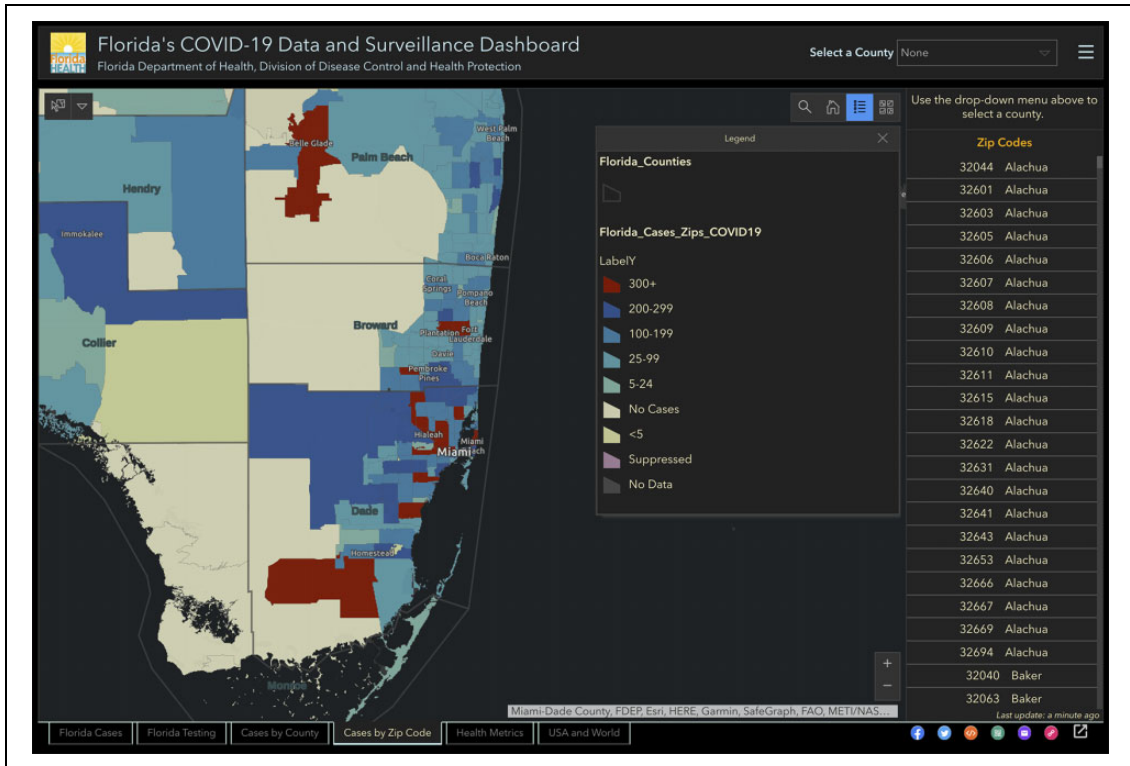 Florida's COVID-19 Data and Surveillance Dashboard
Florida Department of Health, Division of Disease Control and Health Protection
Florida
HEALTH
Select a County
None
Use the drop-down menu above to
select a county.
Zip Codes
32044 Alachua
32601 Alachua
32603 Alachua
32605 Alachua
32606 Alachua
32607 Alachua
32608 Alachua
32609 Alachua
32610 Alachua
32611 Alachua
32615 Alachua
32618 Alachua
32622 Alachua
32631 Alachua
32640 Alachua
32641 Alachua
32643 Alachua
32653 Alachua
32666 Alachua
32667 Alachua
32669 Alachua
32694 Alachua
32040 Baker
32063 Baker
Last update: a minute ago
Legend
Florida_Counties
Florida_Cases_Zips_COVID19
LabelY
300+
200-299
100-199
25-99
5-24
No Cases
<5
Suppressed
No Data
West Palm
Beach
Belle Glade
Palm Beach
Hendry
Immokalee
Boca Raton
Coral
Springs
Pompano
Beach
Broward
Plantation
Fort
Lauderdale
Collier
Davie
Pembroke
Pines
Hialeah
Miami
Miami
ach
Dade
Homestead
Monroe
+
−
Miami-Dade County, FDEP, Esri, HERE, Garmin, SafeGraph, FAO, METI/NAS...
Florida Cases
Florida Testing
Cases by County
Cases by Zip Code
Health Metrics
USA and World